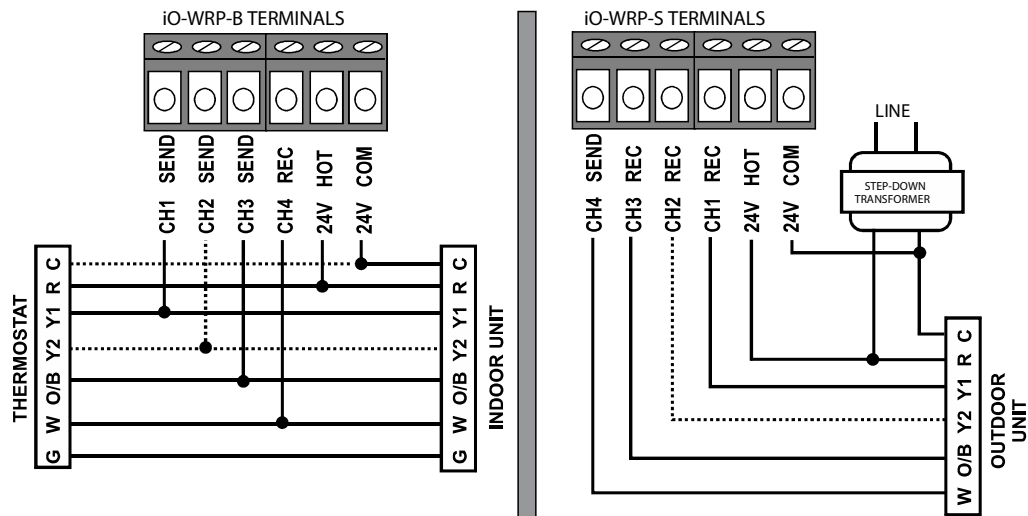 iO-WRP-B TERMINALS
CH1 SEND
CH2 SEND
CH3 SEND
CH4 REC
24V HOT
24V COM
THERMOSTAT
C
R
Y1
Y2
O/B
W
G
C
R
Y1
Y2
O/B
W
G
INDOOR UNIT
iO-WRP-S TERMINALS
CH4 SEND
CH3 REC
CH2 REC
CH1 REC
24V HOT
24V COM
LINE
STEP-DOWN
TRANSFORMER
C
R
Y1
Y2
O/B
W
OUTDOOR
UNIT